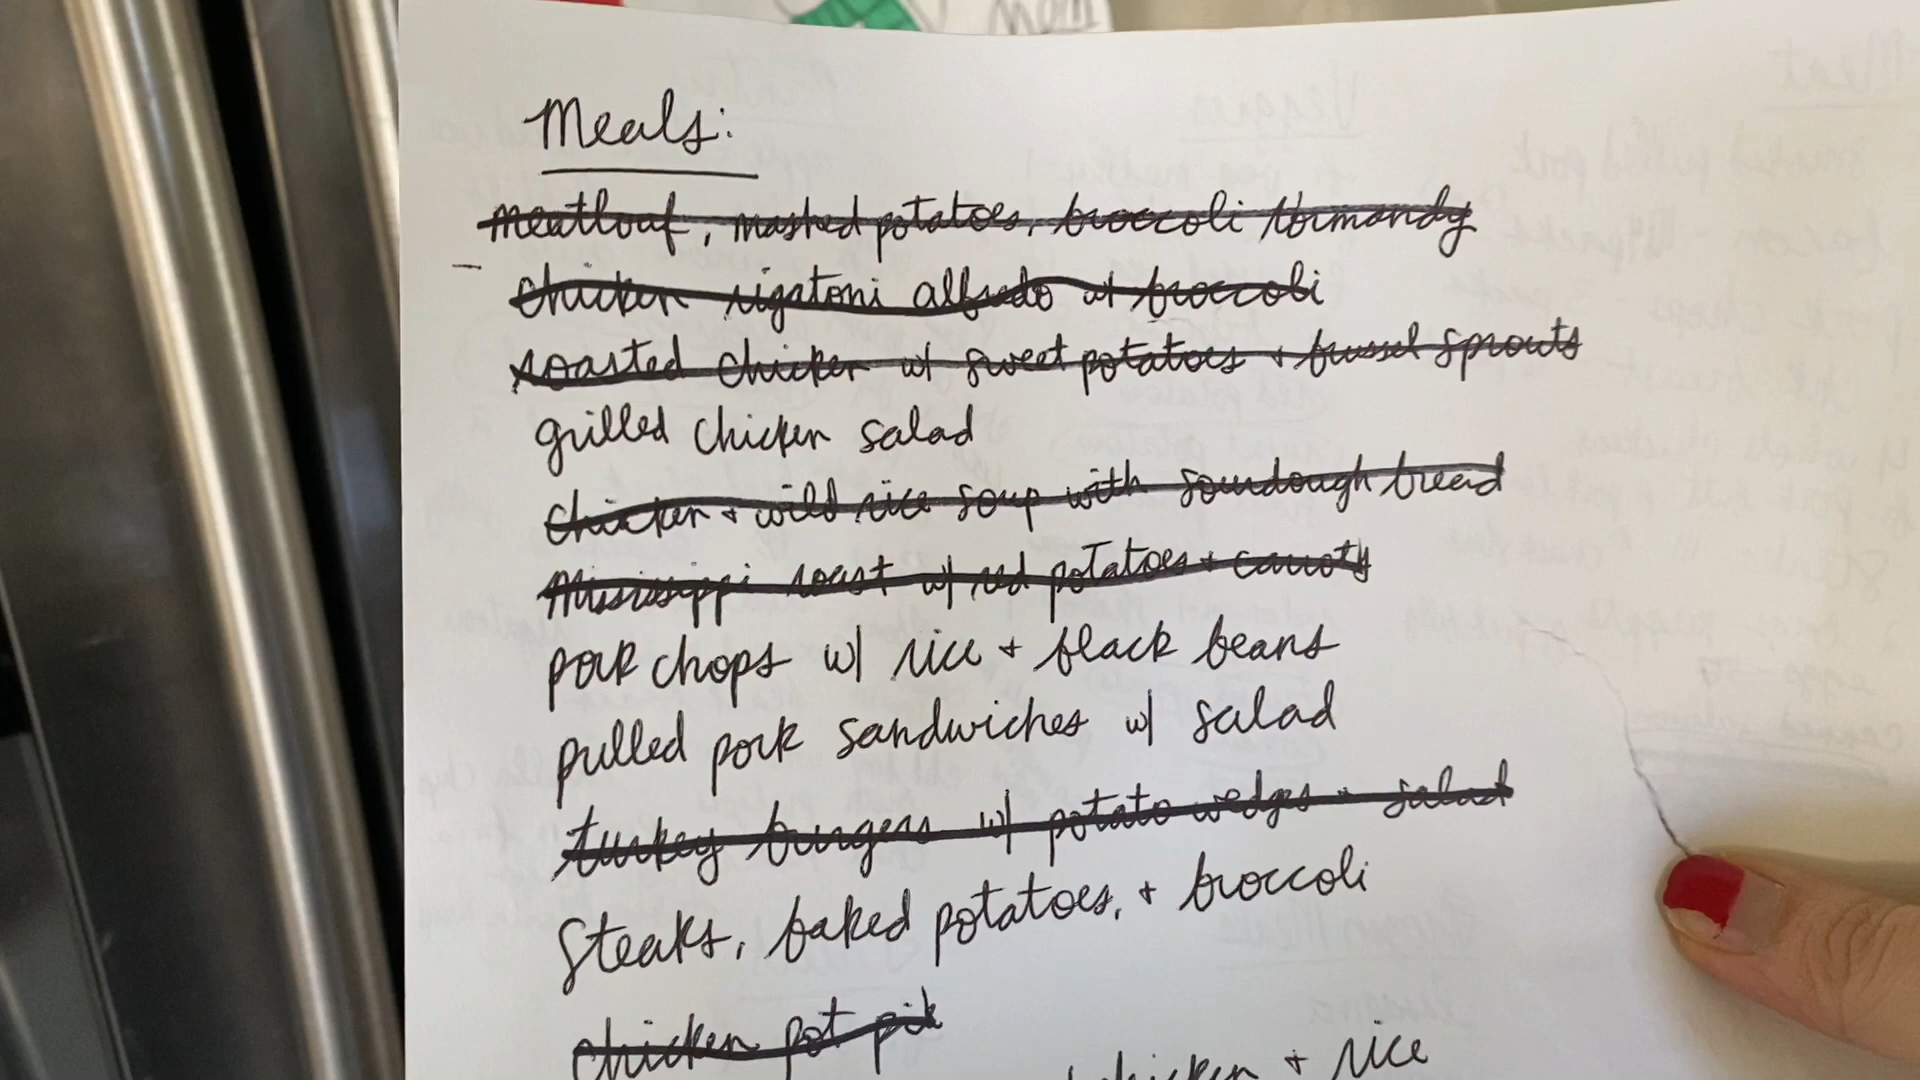 Meals:
meatloaf, mashed potatoes, broccoli Normandy
chicken rigatoni alfredo w/ broccoli
roasted chicken w/ sweet potatoes + brussel sprouts
grilled chicken salad
chicken + wild rice soup with sourdough bread
Mississippi roast w/ red potatoes + carrots
pork chops w/ rice + black beans
pulled pork sandwiches w/ salad
turkey burgers w/ potato wedges + salad
Steaks, baked potatoes, + broccoli
chicken pot pie
chicken + rice